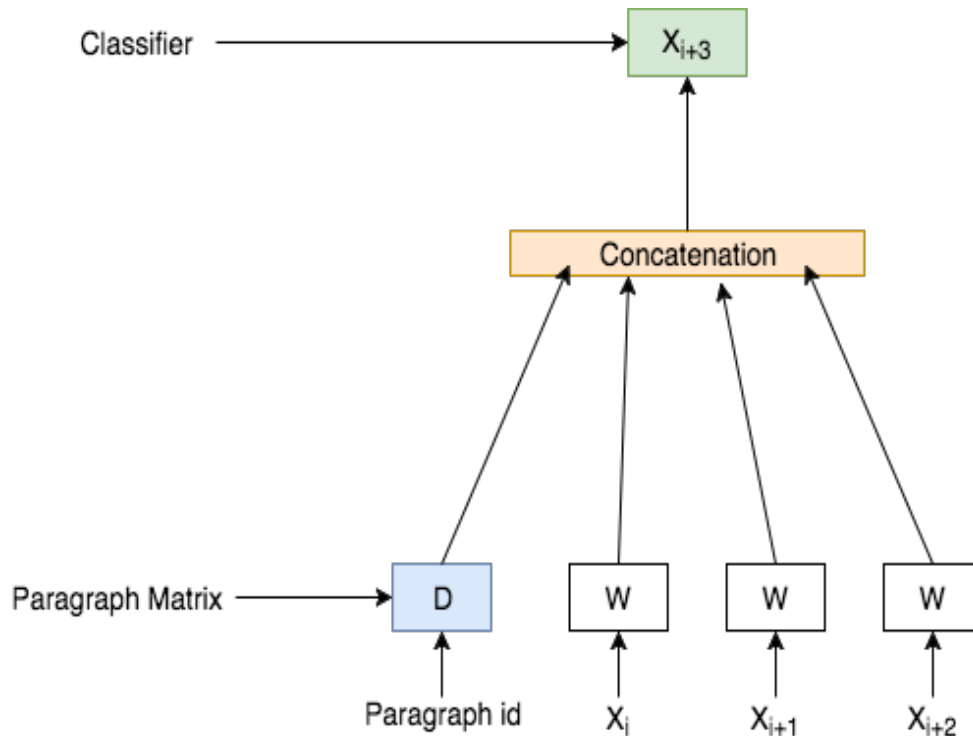 Classifier
X_{i+3}
Concatenation
Paragraph Matrix
D
W
W
W
Paragraph id
X_i
X_{i+1}
X_{i+2}